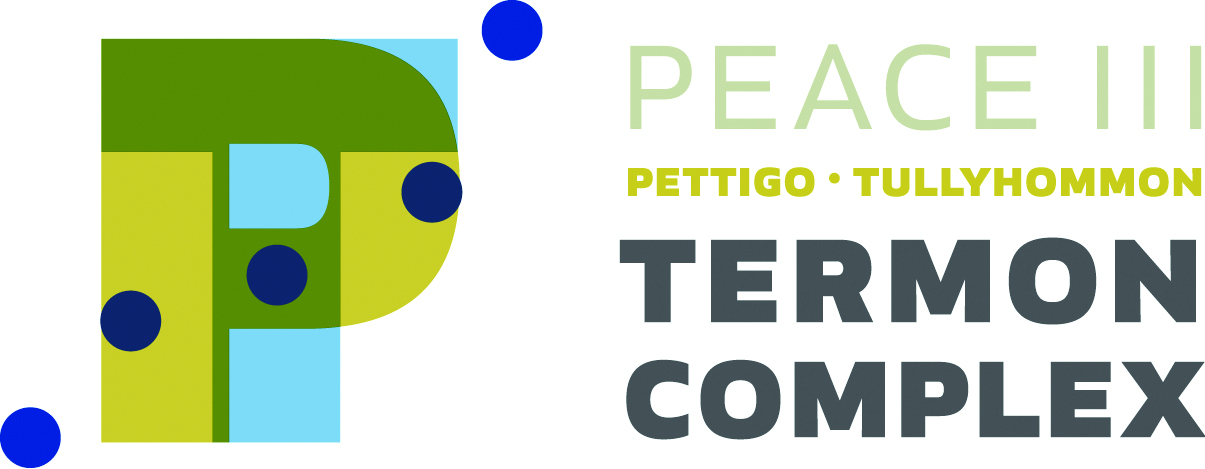 PEACE III
PETTIGO · TULLYHOMMON
TERMON
COMPLEX